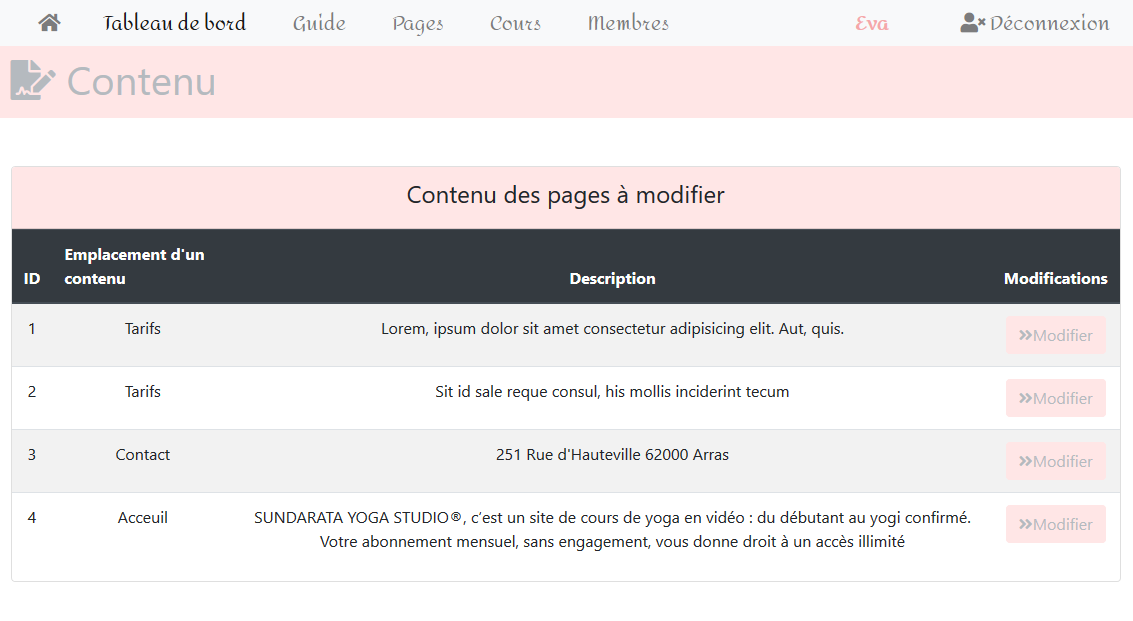 Tableau de bord Guide Pages Cours Membres Eva Déconnexion
Contenu
Contenu des pages à modifier
ID Emplacement d'un contenu Description Modifications
1 Tarifs Lorem, ipsum dolor sit amet consectetur adipisicing elit. Aut, quis. Modifier
2 Tarifs Sit id sale reque consul, his mollis inciderint tecum Modifier
3 Contact 251 Rue d'Hauteville 62000 Arras Modifier
4 Acceuil SUNDARATA YOGA STUDIO®, c’est un site de cours de yoga en vidéo : du débutant au yogi confirmé. Modifier
Votre abonnement mensuel, sans engagement, vous donne droit à un accès illimité